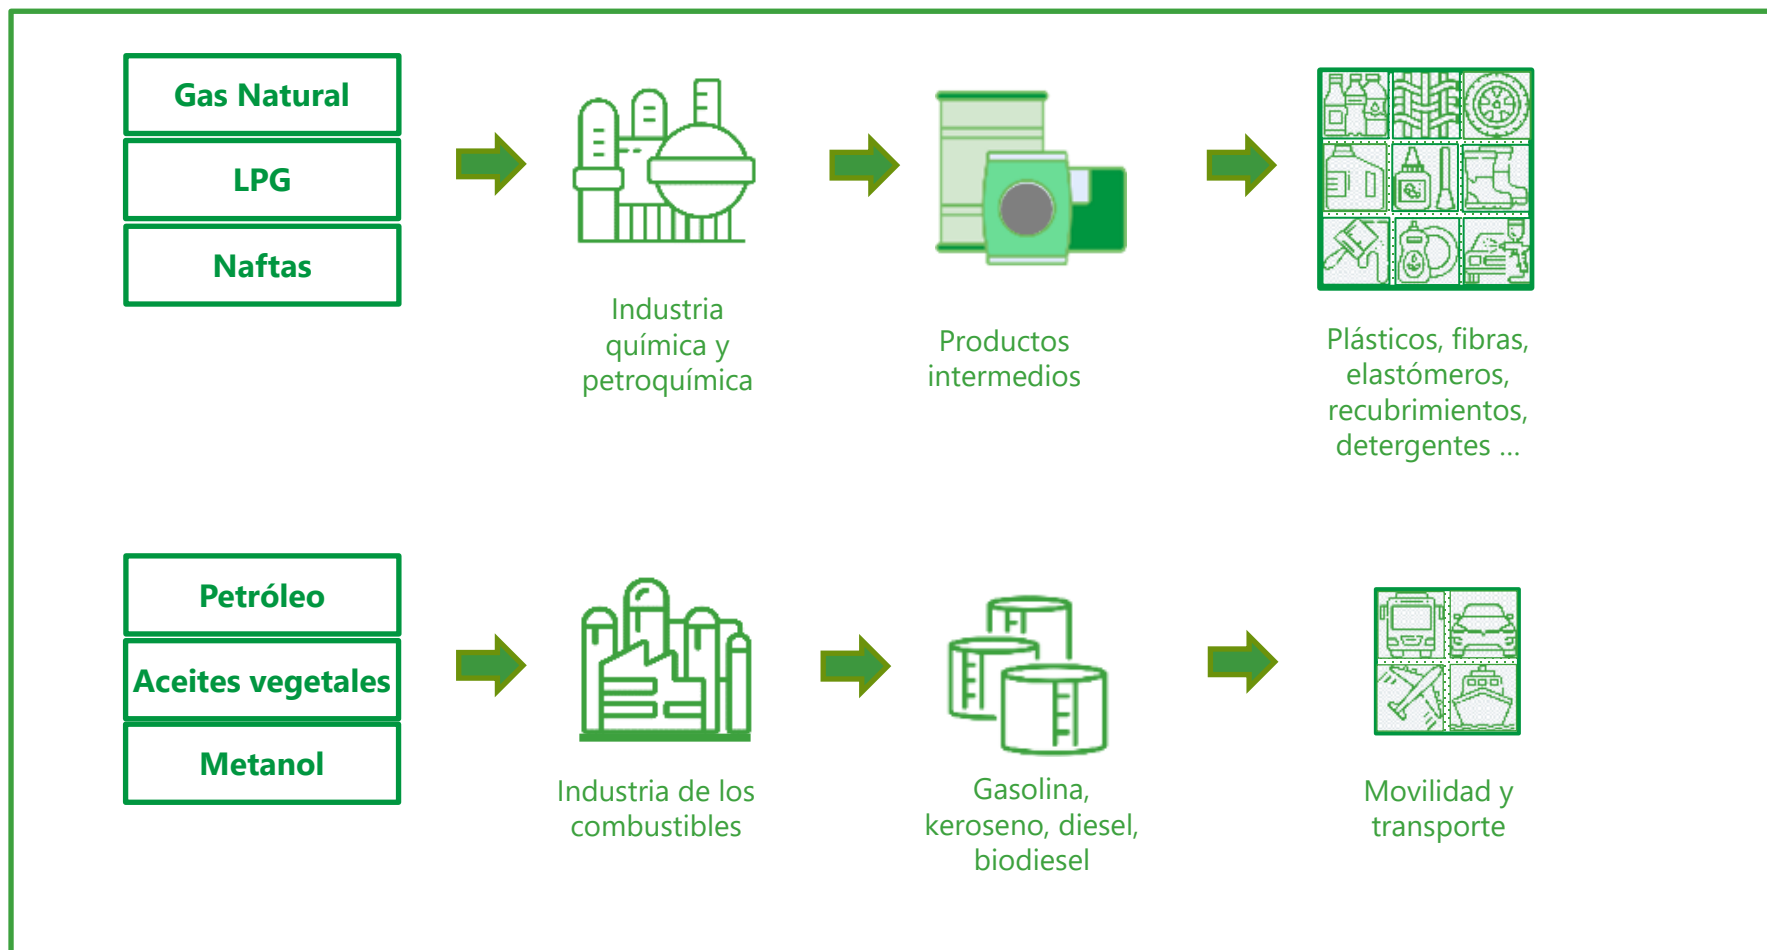 Gas Natural
LPG
Naftas
Industria
química y
petroquímica
Productos
intermedios
Plásticos, fibras,
elastómeros,
recubrimientos,
detergentes ...
Petróleo
Aceites vegetales
Metanol
Industria de los
combustibles
Gasolina,
keroseno, diesel,
biodiesel
Movilidad y
transporte